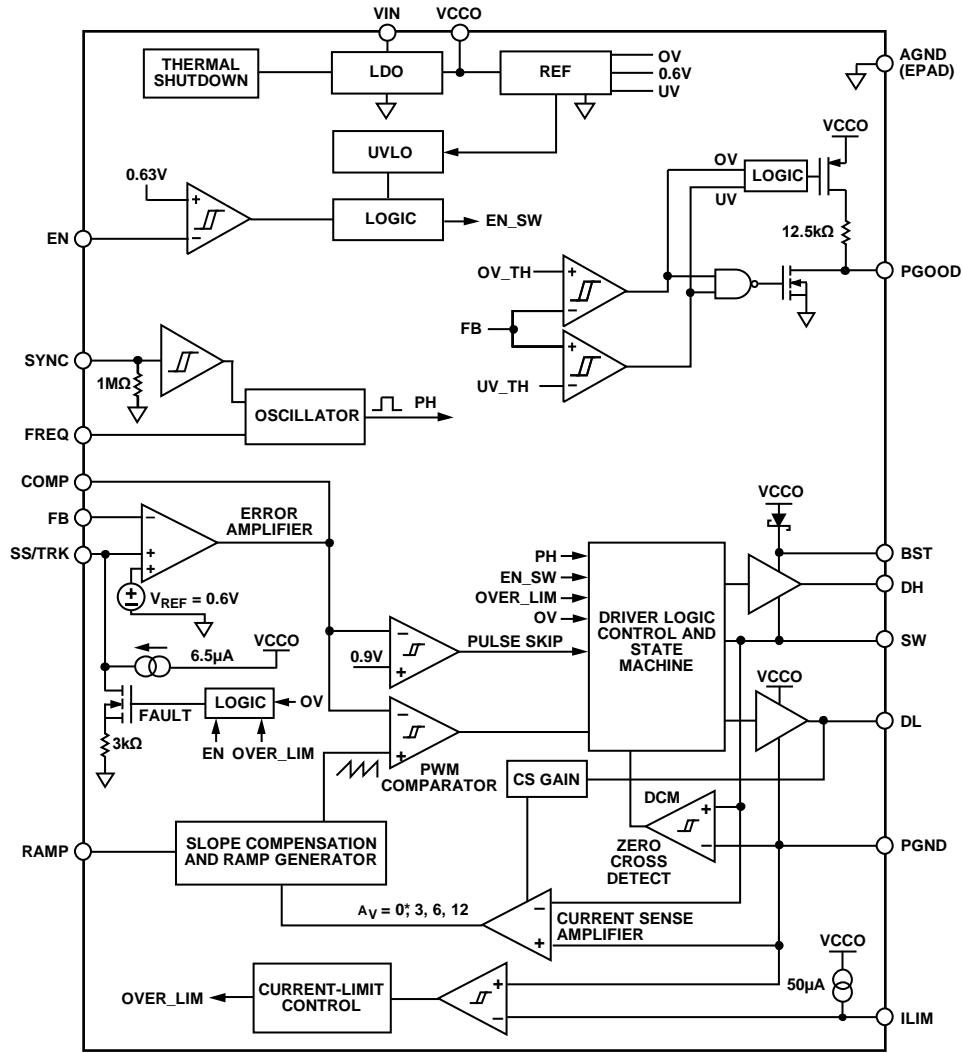 VIN VCCO
THERMAL
SHUTDOWN
LDO
REF
OV
0.6V
UV
AGND
(EPAD)
UVLO
VCCO
OV
LOGIC
UV
0.63V
+
−
LOGIC
EN_SW
EN
12.5kΩ
OV_TH
+
−
PGOOD
FB
+
−
UV_TH
SYNC
1MΩ
OSCILLATOR
PH
FREQ
COMP
FB
SS/TRK
−
+
+
ERROR
AMPLIFIER
VREF = 0.6V
6.5µA
VCCO
FAULT
LOGIC
OV
3kΩ
EN OVER_LIM
−
0.9V
+
PULSE SKIP
−
+
PWM
COMPARATOR
PH
EN_SW
OVER_LIM
OV
DRIVER LOGIC
CONTROL AND
STATE
MACHINE
VCCO
BST
DH
SW
VCCO
DL
CS GAIN
DCM
+
−
ZERO
CROSS
DETECT
PGND
RAMP
SLOPE COMPENSATION
AND RAMP GENERATOR
AV = 0*, 3, 6, 12
−
+
CURRENT SENSE
AMPLIFIER
VCCO
50µA
OVER_LIM
CURRENT-LIMIT
CONTROL
+
−
ILIM